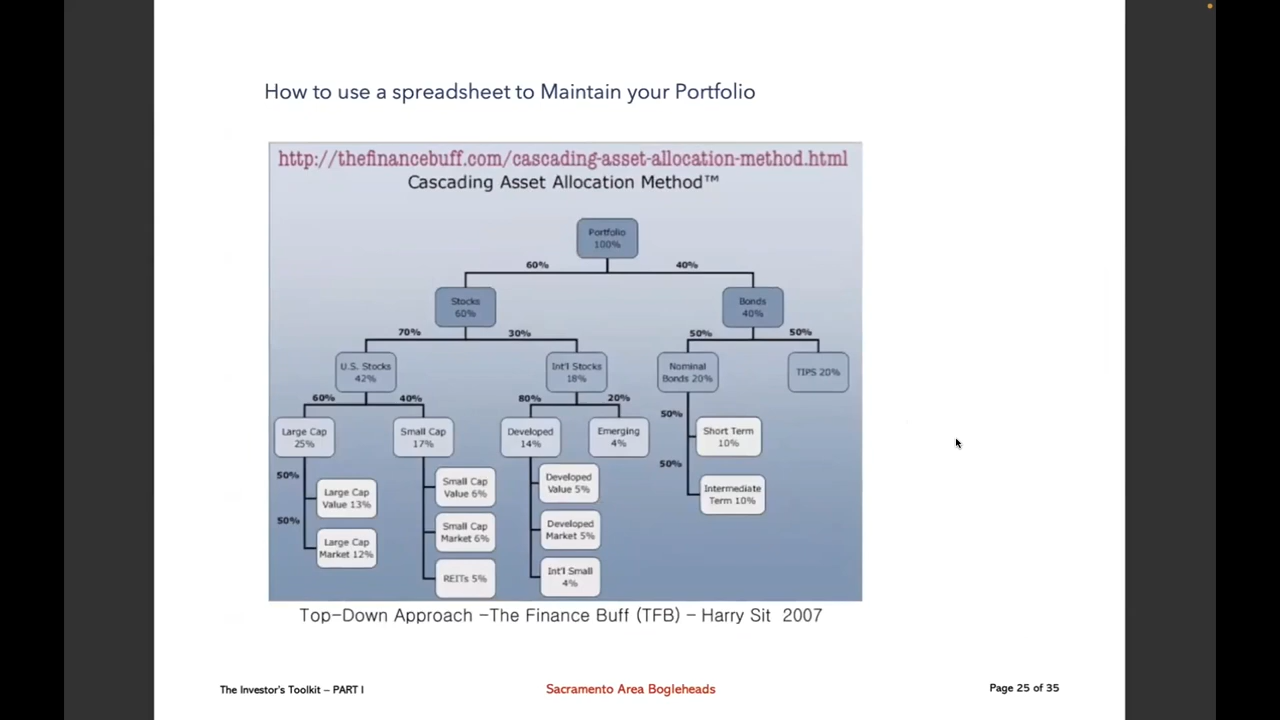 How to use a spreadsheet to Maintain your Portfolio
http://thefinancebuff.com/cascading-asset-allocation-method.html
Cascading Asset Allocation Method™
Portfolio
100%
60%
40%
Stocks
60%
Bonds
40%
70%
30%
50%
50%
U.S. Stocks
42%
Int'l Stocks
18%
Nominal
Bonds 20%
TIPS 20%
60%
40%
80%
20%
Large Cap
25%
Small Cap
17%
Developed
14%
Emerging
4%
50%
Short Term
10%
50%
Intermediate
Term 10%
50%
Large Cap
Value 13%
50%
Large Cap
Market 12%
Small Cap
Value 6%
Small Cap
Market 6%
REITs 5%
Developed
Value 5%
Developed
Market 5%
Int'l Small
4%
Top-Down Approach -The Finance Buff (TFB) - Harry Sit 2007
The Investor's Toolkit – PART I
Sacramento Area Bogleheads
Page 25 of 35